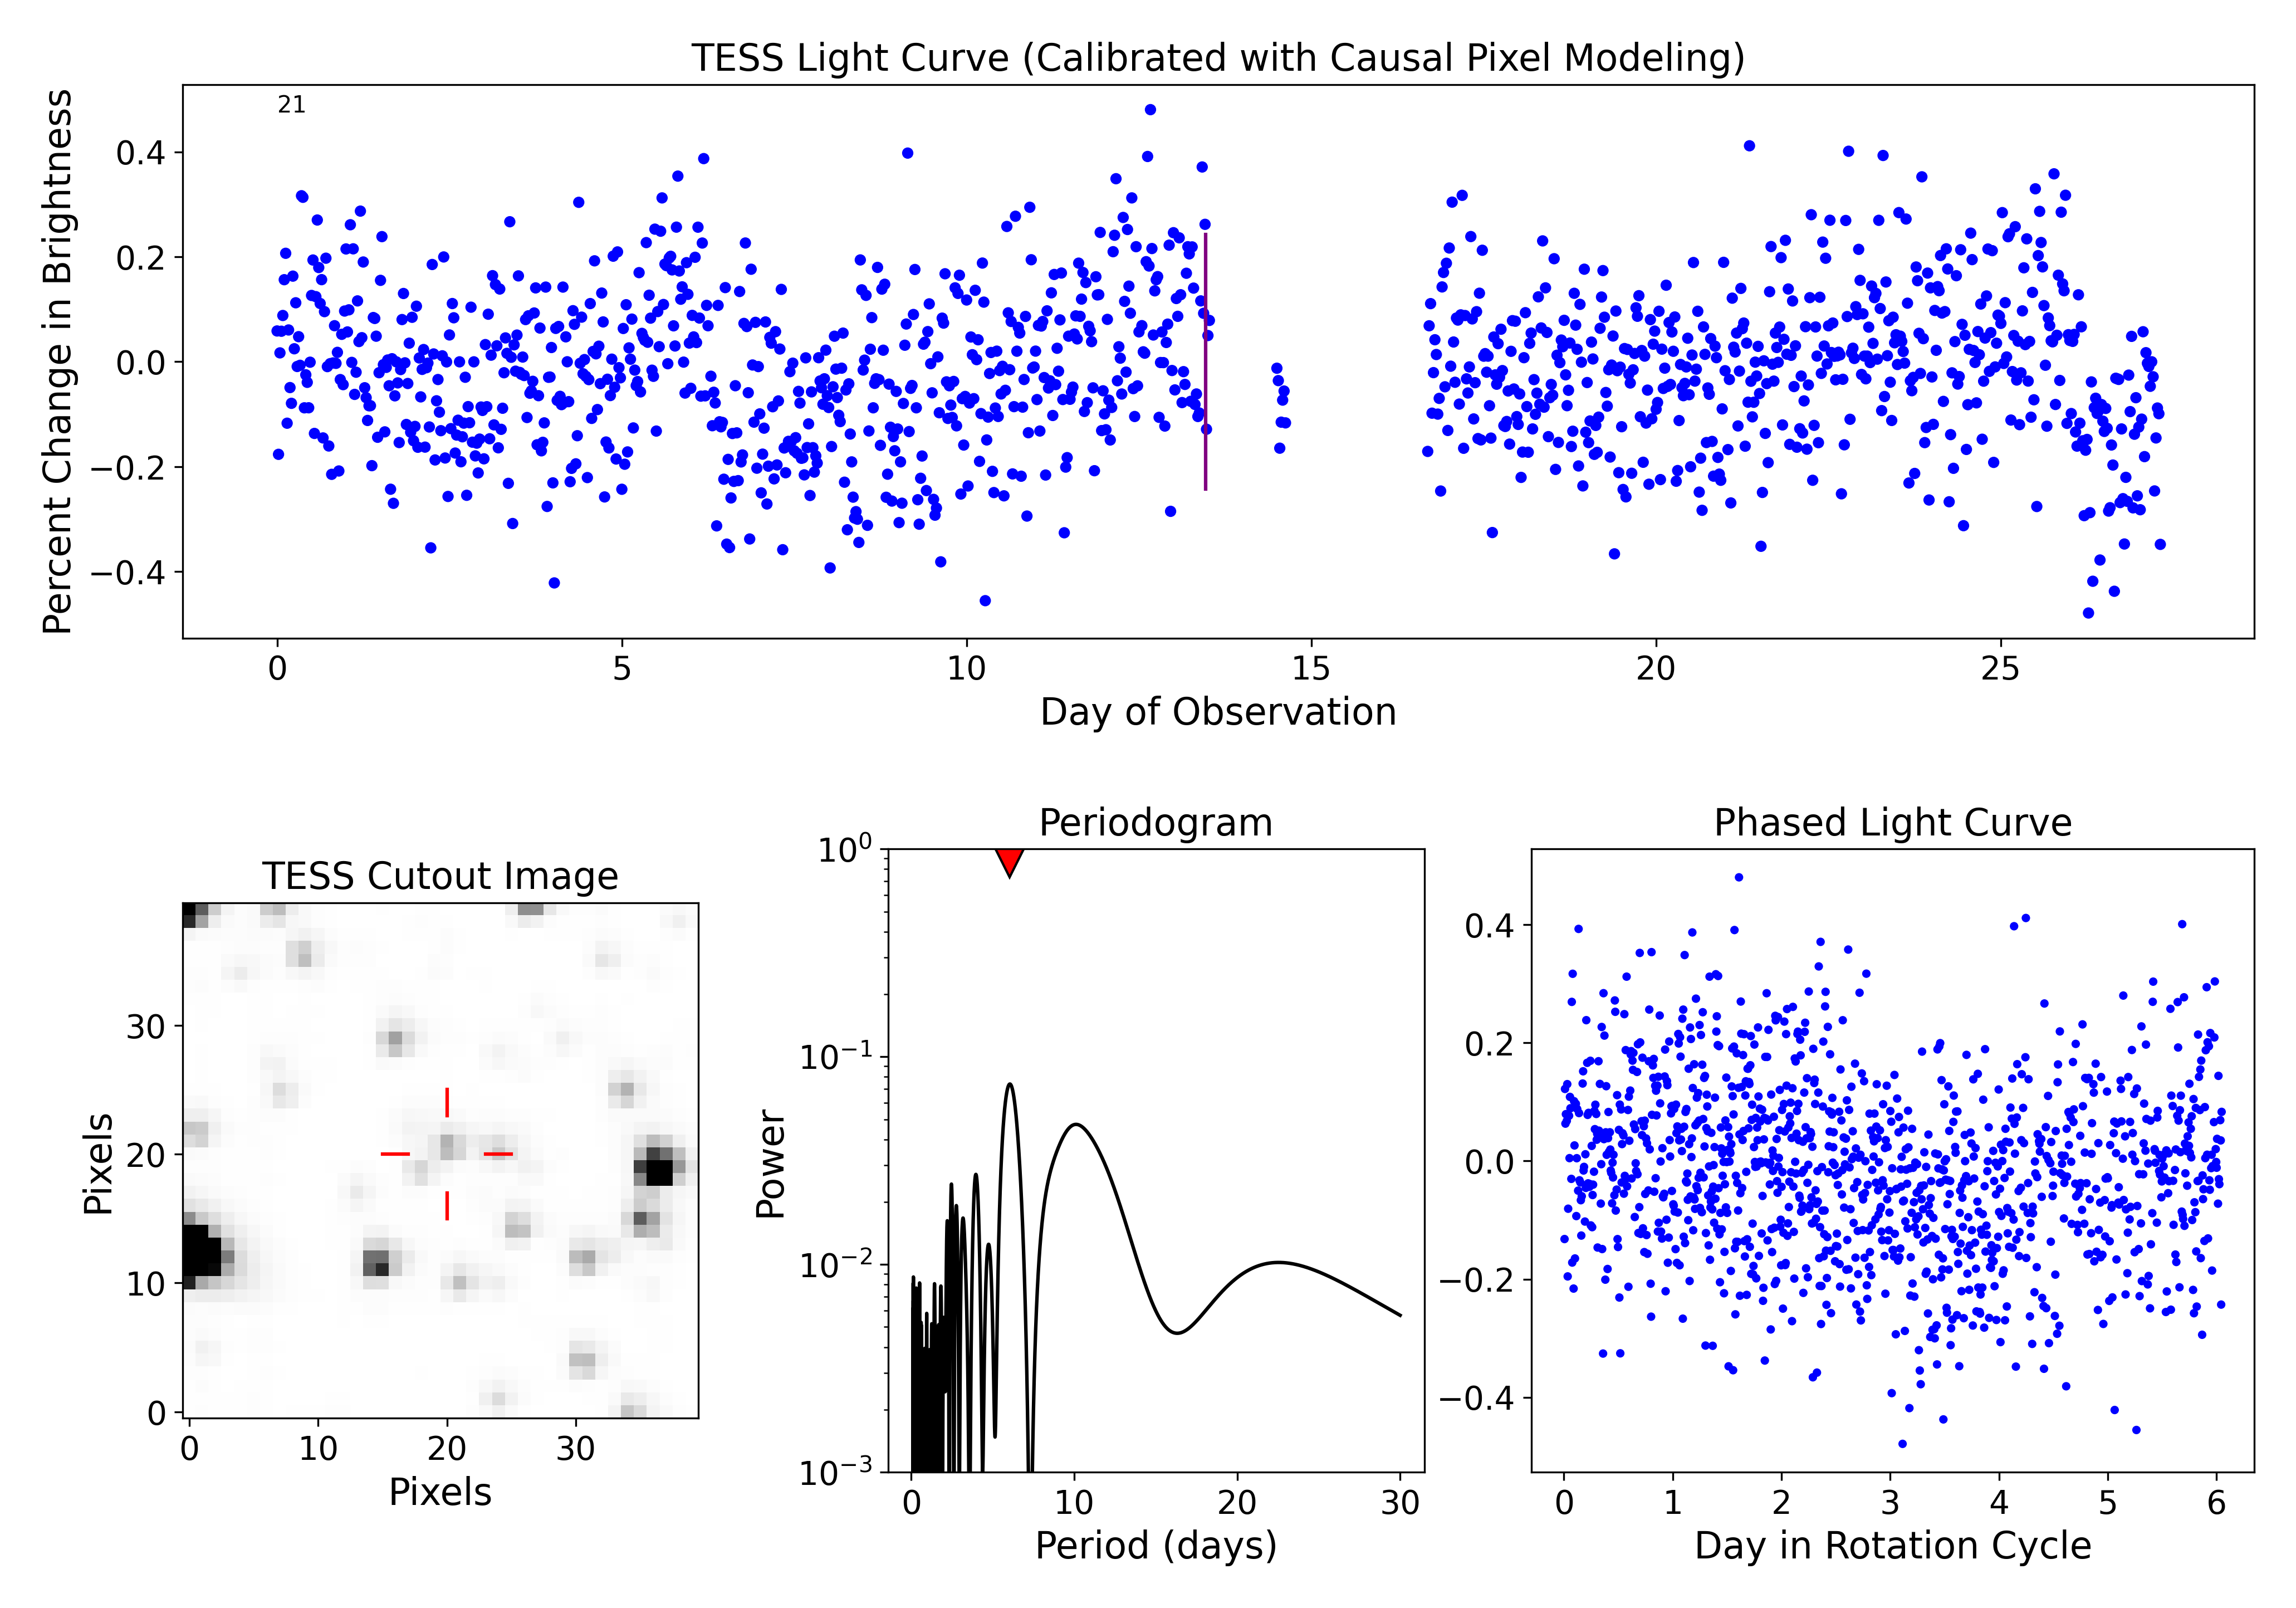 TESS Light Curve (Calibrated with Causal Pixel Modeling)
21
Percent Change in Brightness
0.4
0.2
0.0
−0.2
−0.4
0 5 10 15 20 25
Day of Observation
TESS Cutout Image
Pixels
30
20
10
0
0 10 20 30
Pixels
Periodogram
Power
10^0
10^−1
10^−2
10^−3
0 10 20 30
Period (days)
Phased Light Curve
0.4
0.2
0.0
−0.2
−0.4
0 1 2 3 4 5 6
Day in Rotation Cycle